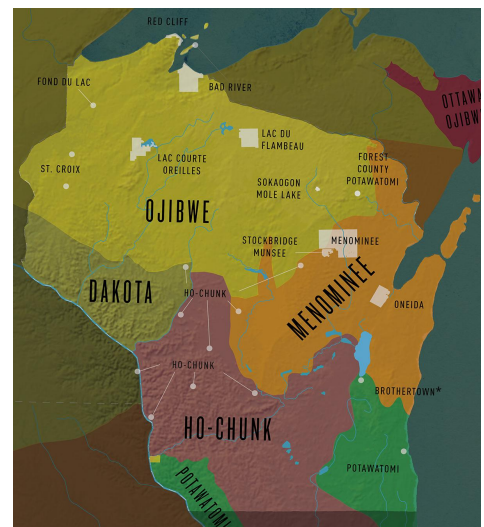 RED CLIFF
FOND DU LAC
BAD RIVER
OTTAWA
OJIBW
LAC DU
FLAMBEAU
LAC COURTE
OREILLES
FOREST
COUNTY
POTAWATOMI
ST. CROIX
SOKAOGON
MOLE LAKE
OJIBWE
STOCKBRIDGE
MUNSEE
MENOMINEE
DAKOTA
HO-CHUNK
MENOMINEE
ONEIDA
HO-CHUNK
BROTHERTOWN*
HO-CHUNK
POTAWATOMI
POTAWATOMI